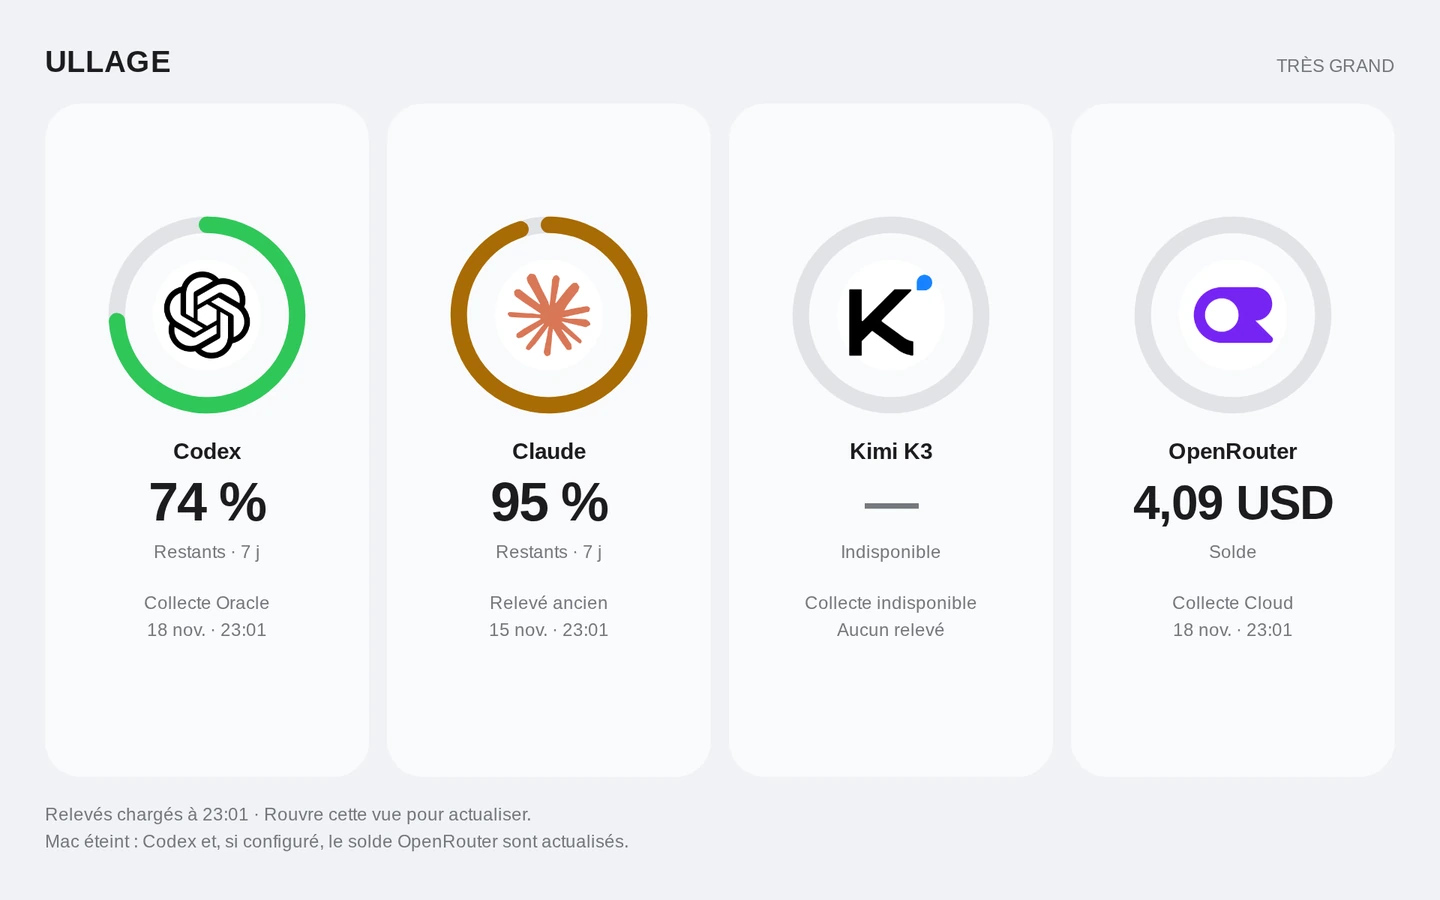 ULLAGE
TRÈS GRAND
Codex
74 %
Restants · 7 j
Collecte Oracle
18 nov. · 23:01
Claude
95 %
Restants · 7 j
Relevé ancien
15 nov. · 23:01
Kimi K3
—
Indisponible
Collecte indisponible
Aucun relevé
OpenRouter
4,09 USD
Solde
Collecte Cloud
18 nov. · 23:01
Relevés chargés à 23:01 · Rouvre cette vue pour actualiser.
Mac éteint : Codex et, si configuré, le solde OpenRouter sont actualisés.